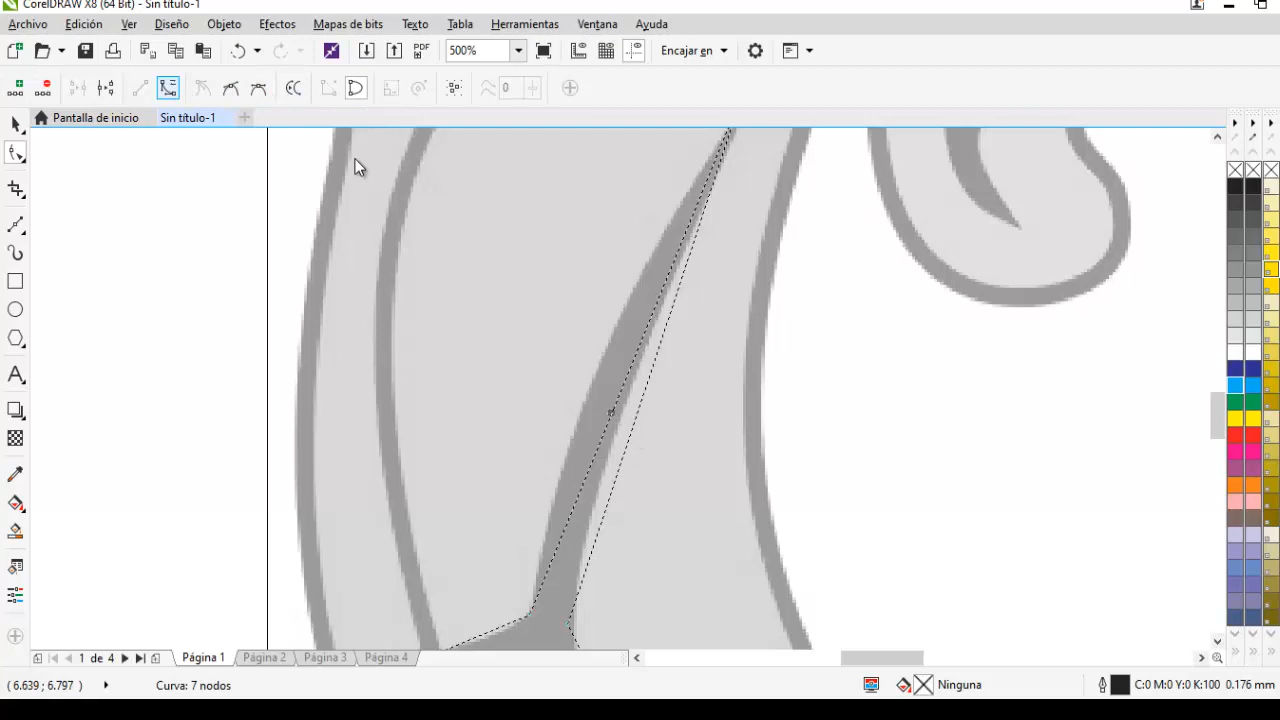 CorelDRAW X8 (64 Bit) - Sin título-1
Archivo Edición Ver Diseño Objeto Efectos Mapas de bits Texto Tabla Herramientas Ventana Ayuda
PDF 500% Encajar en
0
Pantalla de inicio Sin título-1
1 de 4 Página 1 Página 2 Página 3 Página 4
( 6.639 ; 6.797 ) Curva: 7 nodos Ninguna C:0 M:0 Y:0 K:100 0.176 mm